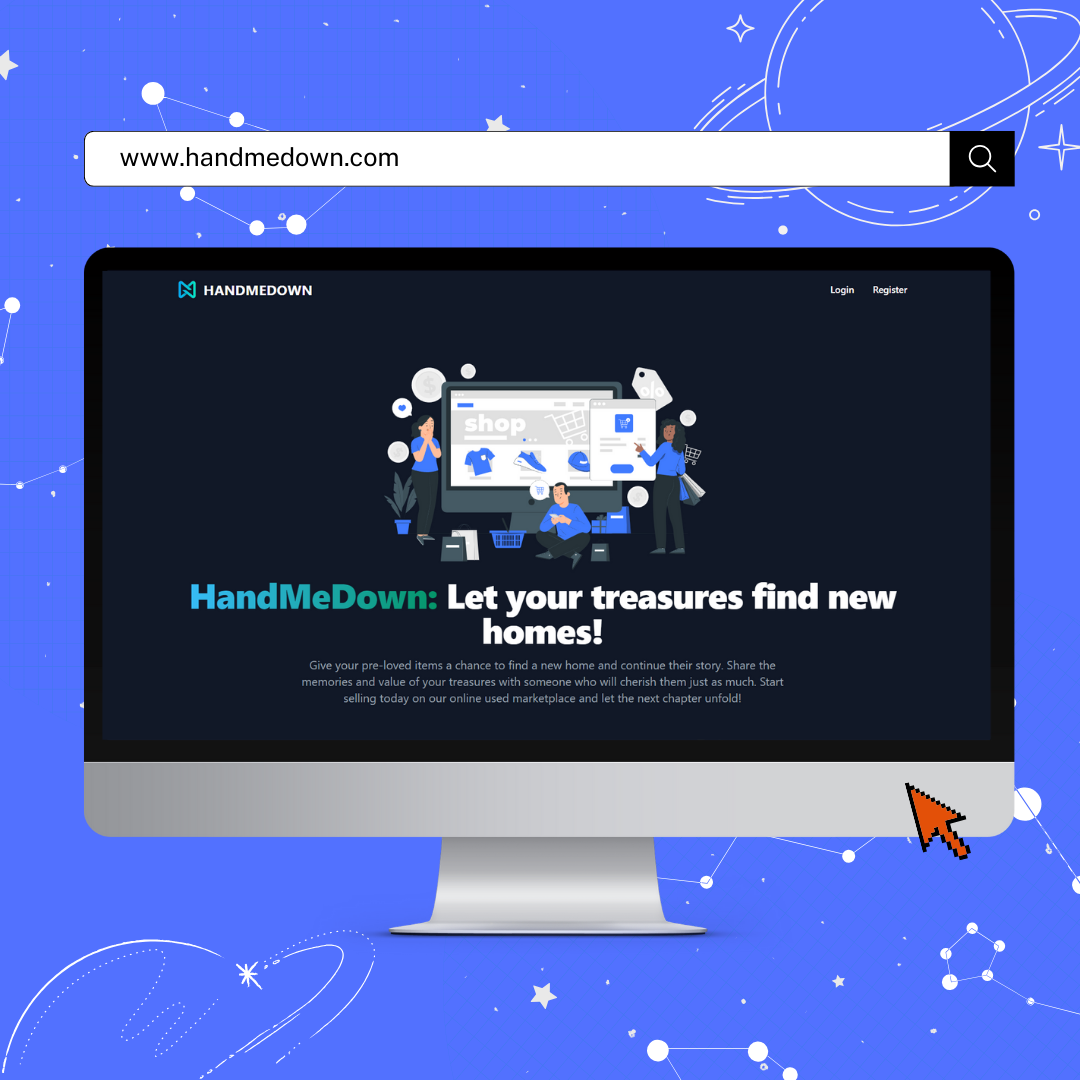 www.handmedown.com
HANDMEDOWN
Login
Register
%
shop
HandMeDown: Let your treasures find new
homes!
Give your pre-loved items a chance to find a new home and continue their story. Share the
memories and value of your treasures with someone who will cherish them just as much. Start
selling today on our online used marketplace and let the next chapter unfold!